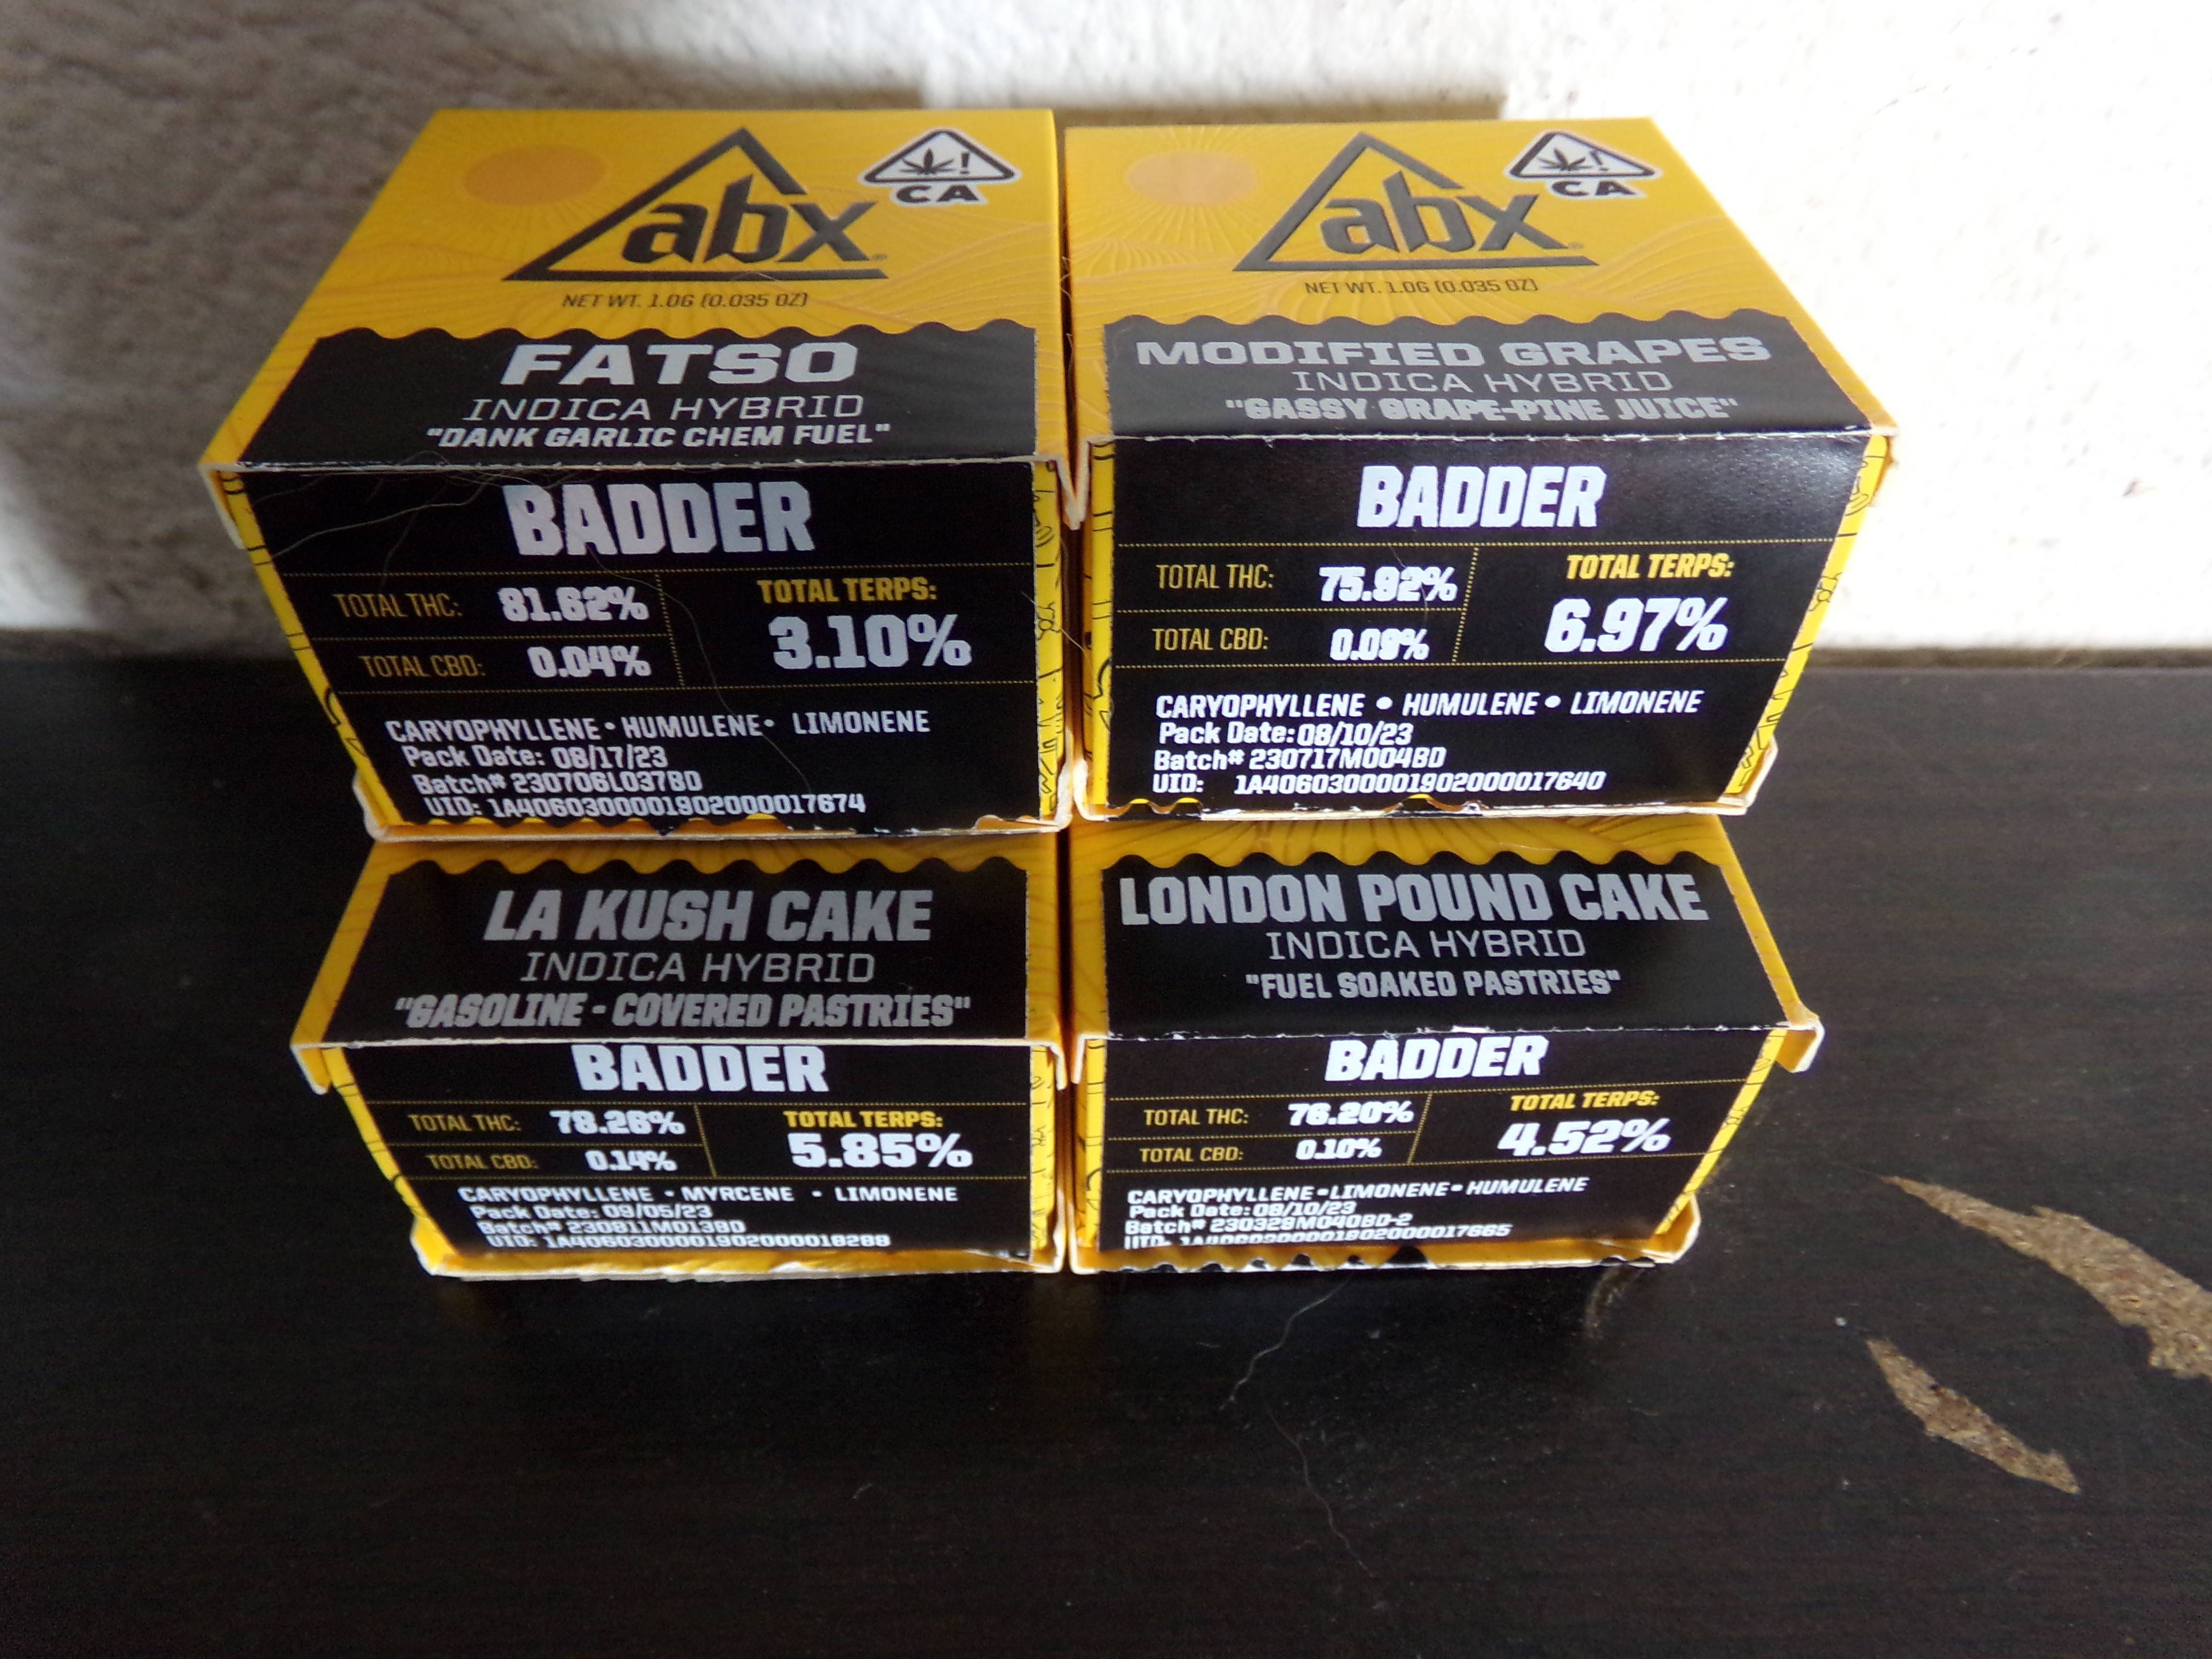 abx
CA
NET WT. 1.0G (0.035 OZ)
FATSO
INDICA HYBRID
"DANK GARLIC CHEM FUEL"
BADDER
TOTAL THC: 81.62%
TOTAL CBD: 0.04%
TOTAL TERPS:
3.10%
CARYOPHYLLENE • HUMULENE • LIMONENE
Pack Date: 08/17/23
Batch# 230706L037BD
UID: 1A4060300001902000017674
abx
CA
NET WT. 1.0G (0.035 OZ)
MODIFIED GRAPES
INDICA HYBRID
"GASSY GRAPE-PINE JUICE"
BADDER
TOTAL THC: 75.92%
TOTAL CBD: 0.09%
TOTAL TERPS:
6.97%
CARYOPHYLLENE • HUMULENE • LIMONENE
Pack Date: 08/10/23
Batch# 230717M004BD
UID: 1A4060300001902000017640
LA KUSH CAKE
INDICA HYBRID
"GASOLINE - COVERED PASTRIES"
BADDER
TOTAL THC: 78.26%
TOTAL CBD: 0.14%
TOTAL TERPS:
5.85%
CARYOPHYLLENE • MYRCENE • LIMONENE
Pack Date: 09/05/23
Batch# 230811M013BD
UID: 1A4060300001902000018288
LONDON POUND CAKE
INDICA HYBRID
"FUEL SOAKED PASTRIES"
BADDER
TOTAL THC: 76.20%
TOTAL CBD: 0.10%
TOTAL TERPS:
4.52%
CARYOPHYLLENE • LIMONENE • HUMULENE
Pack Date: 08/10/23
Batch# 230329M040BD-2
UID: 1A4060300001902000017665